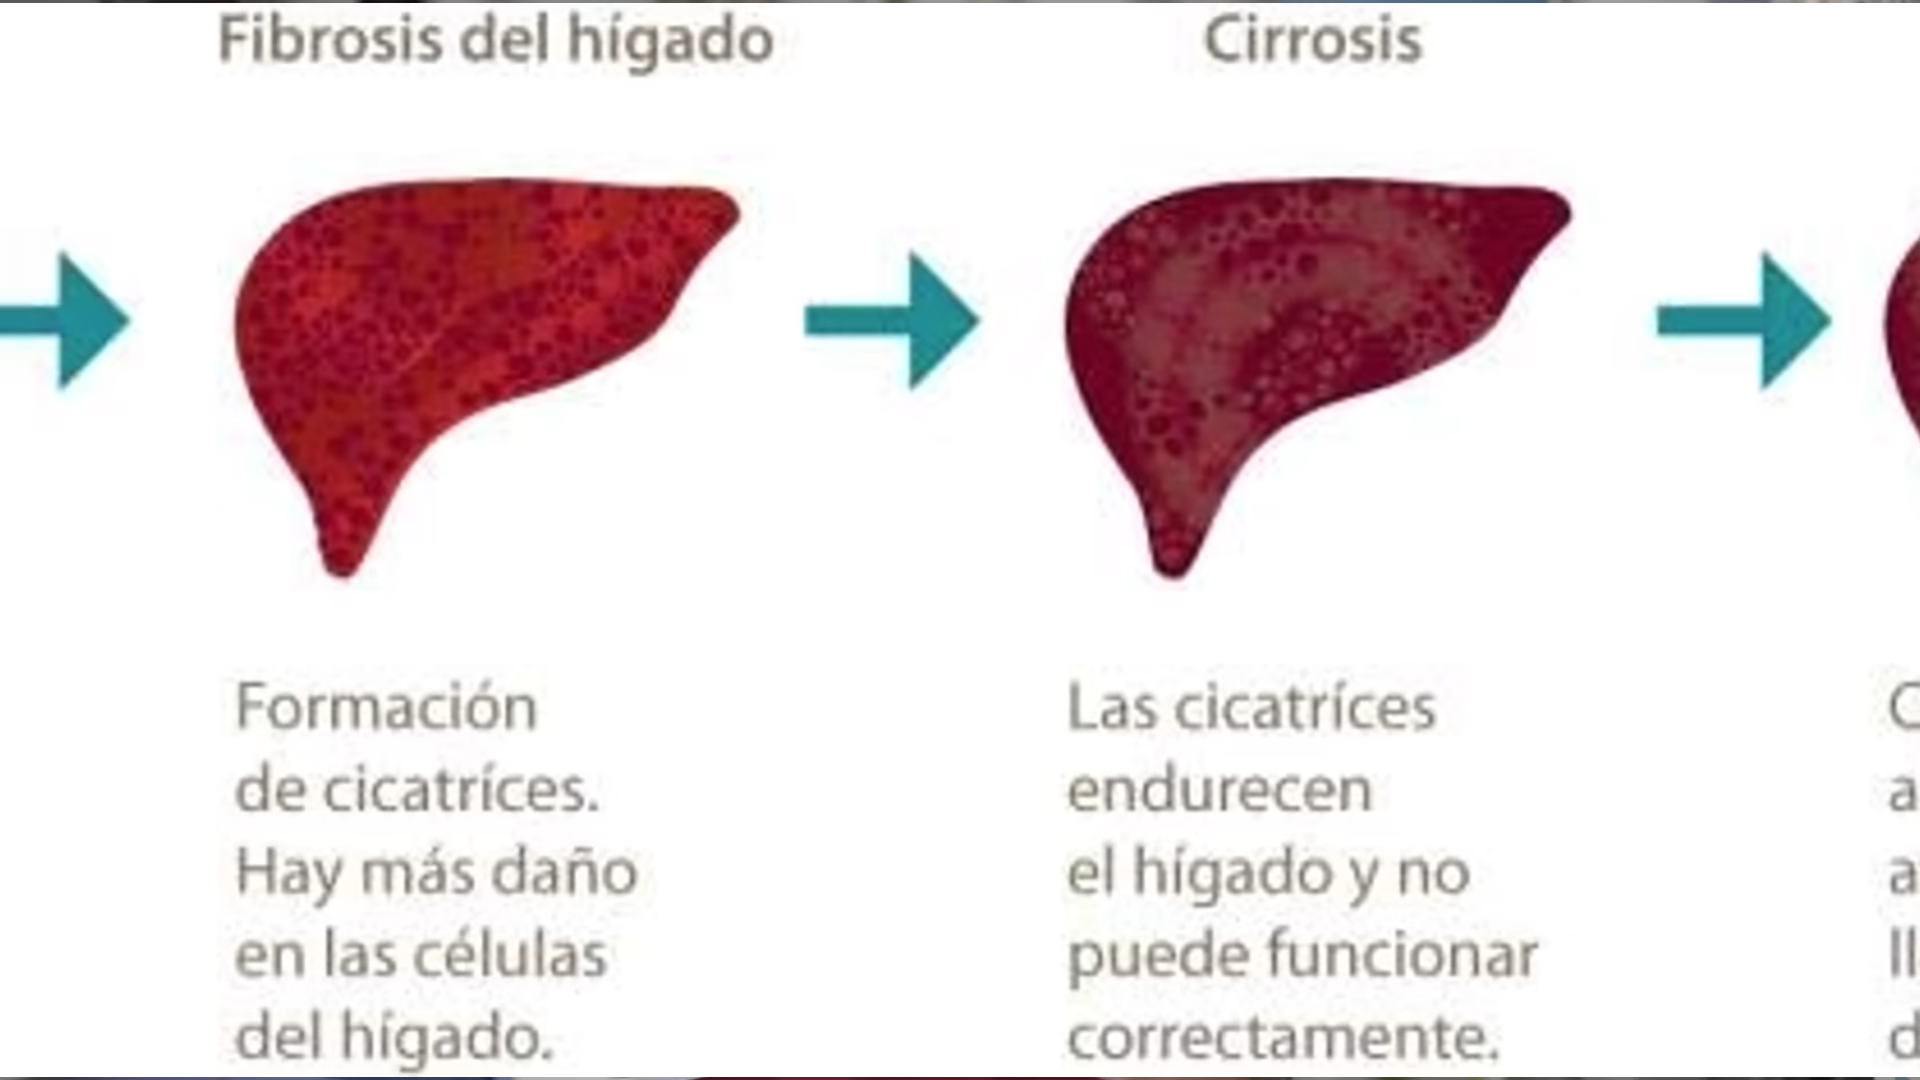 Fibrosis del hígado
Formación
de cicatríces.
Hay más daño
en las células
del hígado.
Cirrosis
Las cicatríces
endurecen
el hígado y no
puede funcionar
correctamente.